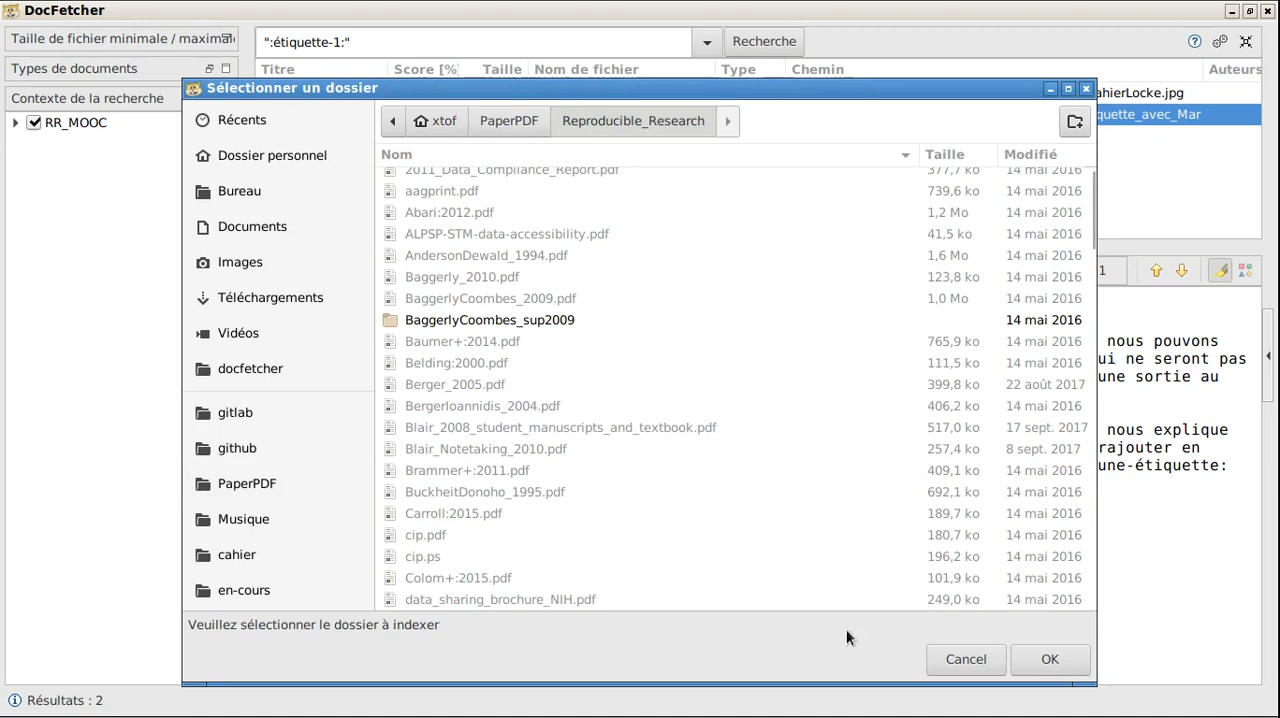 DocFetcher
Taille de fichier minimale / maxim
":étiquette-1:"
Recherche
Types de documents
Titre Score [%] Taille Nom de fichier Type Chemin Auteurs
Contexte de la recherche
RR_MOOC
ahierLocke.jpg
quette_avec_Mar
1
nous pouvons
ui ne seront pas
une sortie au
nous explique
rajouter en
une-étiquette:
Sélectionner un dossier
Récents
Dossier personnel
Bureau
Documents
Images
Téléchargements
Vidéos
docfetcher
gitlab
github
PaperPDF
Musique
cahier
en-cours
xtof PaperPDF Reproducible_Research
Nom Taille Modifié
2011_Data_Compliance_Report.pdf 377,7 ko 14 mai 2016
aagprint.pdf 739,6 ko 14 mai 2016
Abari:2012.pdf 1,2 Mo 14 mai 2016
ALPSP-STM-data-accessibility.pdf 41,5 ko 14 mai 2016
AndersonDewald_1994.pdf 1,6 Mo 14 mai 2016
Baggerly_2010.pdf 123,8 ko 14 mai 2016
BaggerlyCoombes_2009.pdf 1,0 Mo 14 mai 2016
BaggerlyCoombes_sup2009 14 mai 2016
Baumer+:2014.pdf 765,9 ko 14 mai 2016
Belding:2000.pdf 111,5 ko 14 mai 2016
Berger_2005.pdf 399,8 ko 22 août 2017
BergerIoannidis_2004.pdf 406,2 ko 14 mai 2016
Blair_2008_student_manuscripts_and_textbook.pdf 517,0 ko 17 sept. 2017
Blair_Notetaking_2010.pdf 257,4 ko 8 sept. 2017
Brammer+:2011.pdf 409,1 ko 14 mai 2016
BuckheitDonoho_1995.pdf 692,1 ko 14 mai 2016
Carroll:2015.pdf 189,7 ko 14 mai 2016
cip.pdf 180,7 ko 14 mai 2016
cip.ps 196,2 ko 14 mai 2016
Colom+:2015.pdf 101,9 ko 14 mai 2016
data_sharing_brochure_NIH.pdf 249,0 ko 14 mai 2016
Veuillez sélectionner le dossier à indexer
Cancel OK
Résultats : 2